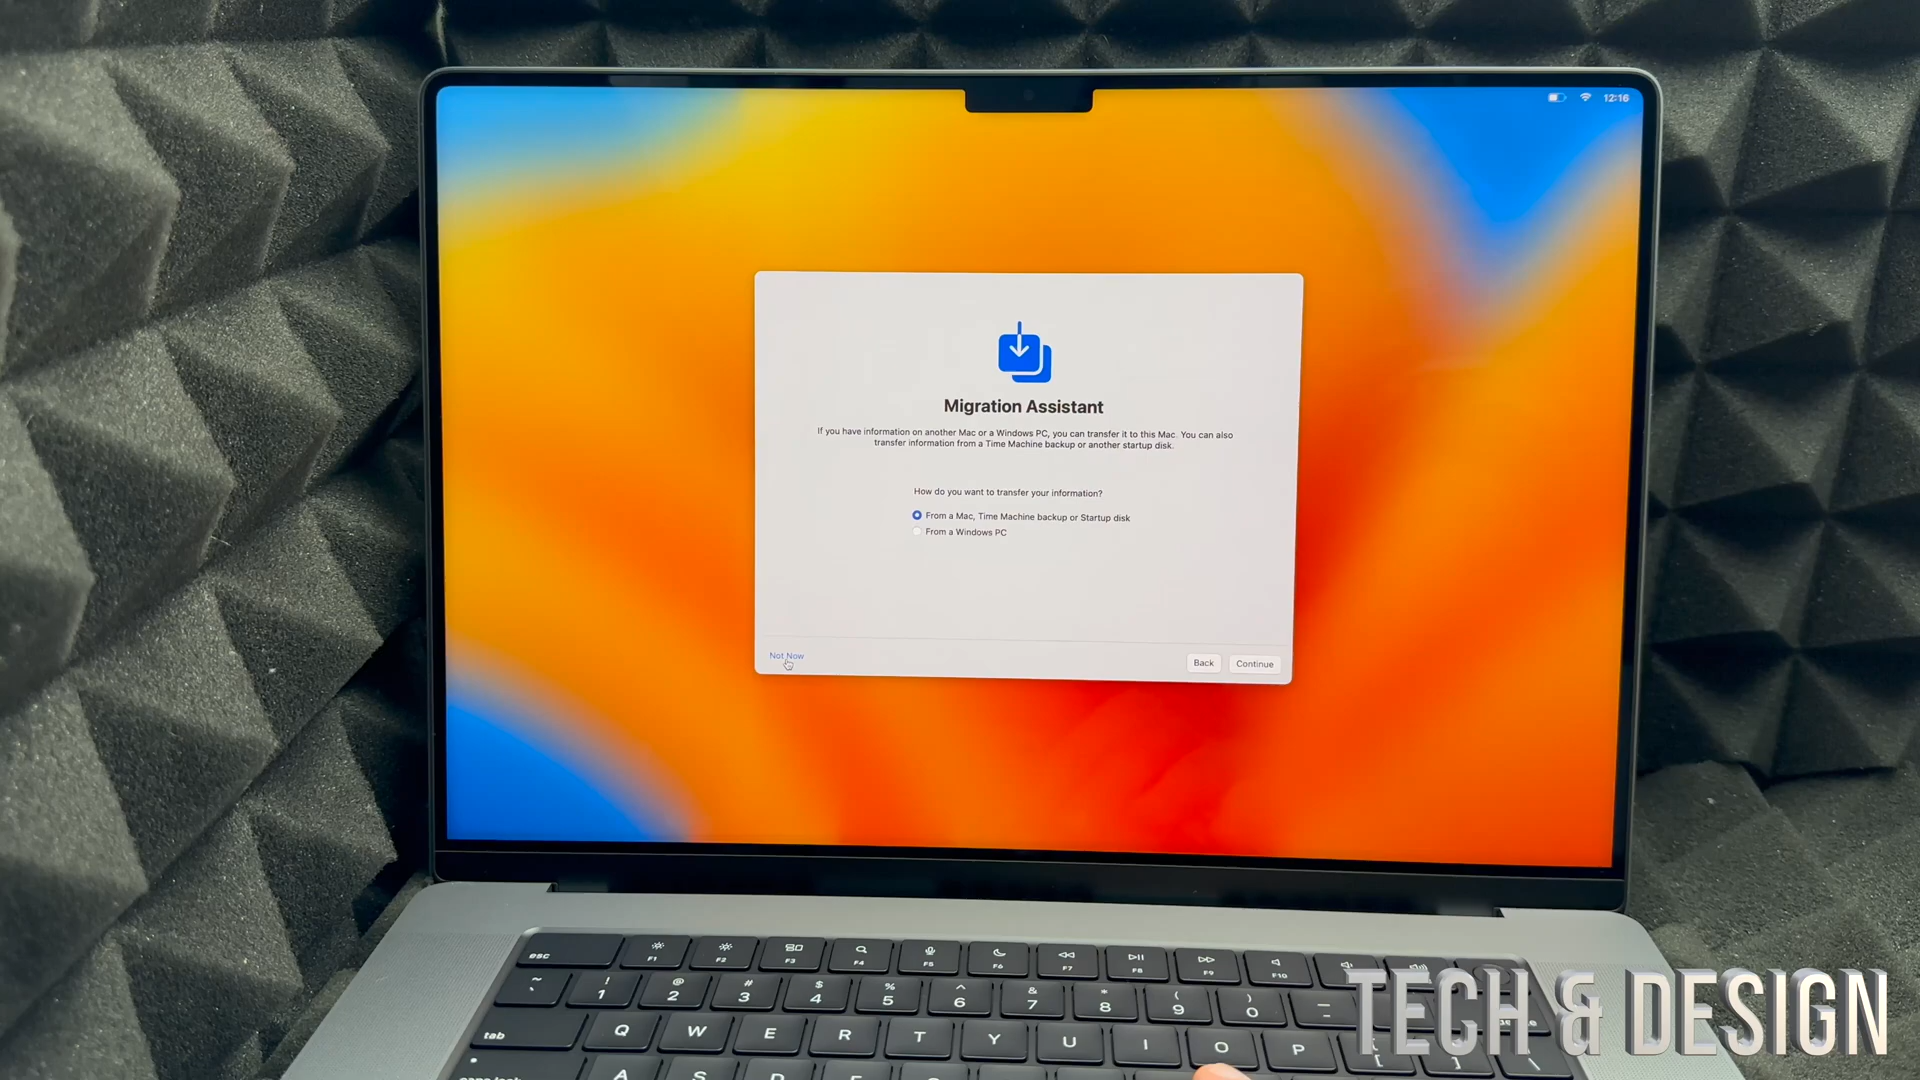 12:16
Migration Assistant
If you have information on another Mac or a Windows PC, you can transfer it to this Mac. You can also
transfer information from a Time Machine backup or another startup disk.
How do you want to transfer your information?
From a Mac, Time Machine backup or Startup disk
From a Windows PC
Not Now
Back
Continue
esc F1 F2 F3 F4 F5 F6 F7 F8 F9 F10
~ ! @ # $ % ^ & * ( ) _
` 1 2 3 4 5 6 7 8 9 0 -
tab Q W E R T Y U I O P [ ] \
A S D
TECH & DESIGN